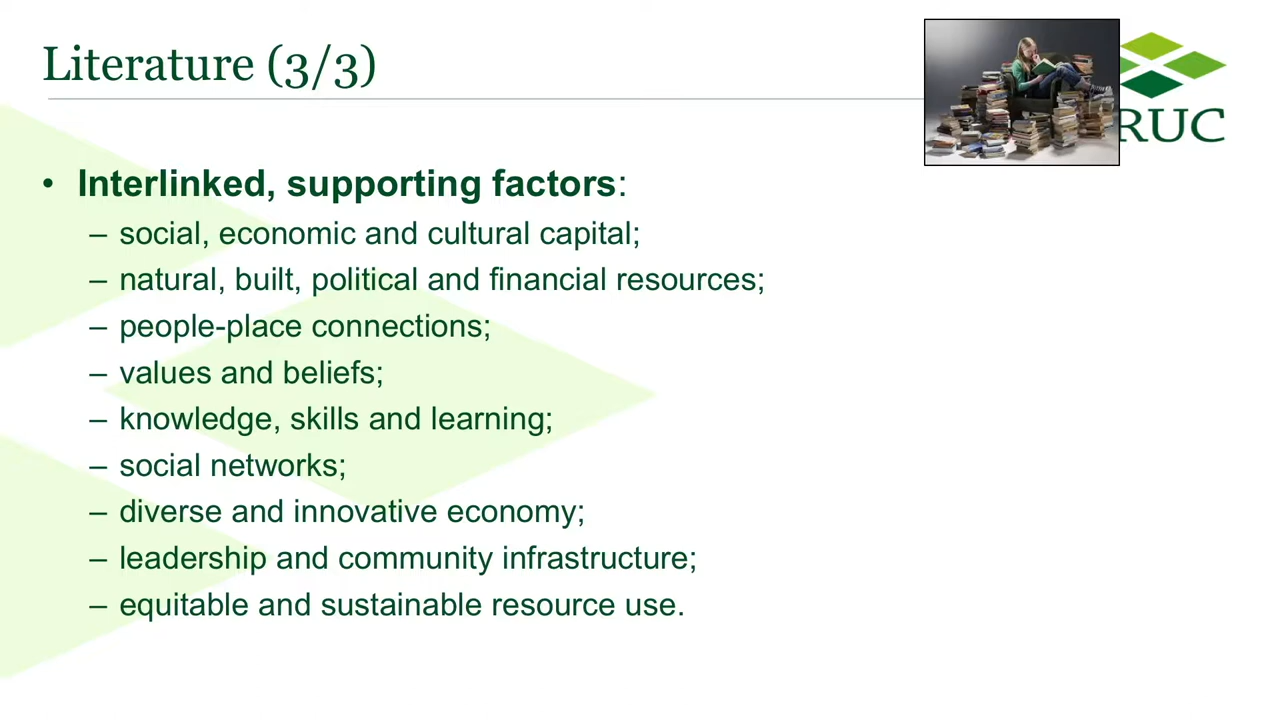 Literature (3/3)
RUC
• Interlinked, supporting factors:
– social, economic and cultural capital;
– natural, built, political and financial resources;
– people-place connections;
– values and beliefs;
– knowledge, skills and learning;
– social networks;
– diverse and innovative economy;
– leadership and community infrastructure;
– equitable and sustainable resource use.